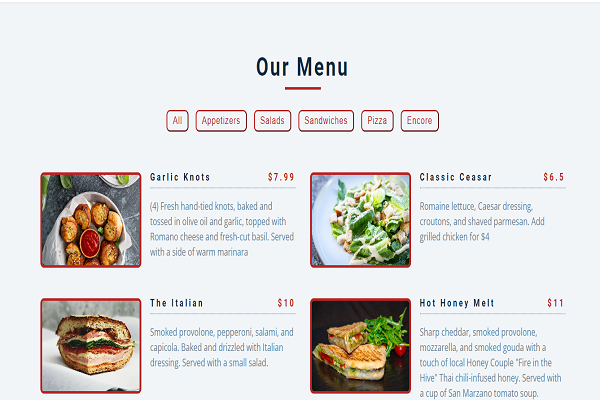 Our Menu
All Appetizers Salads Sandwiches Pizza Encore
Garlic Knots $7.99
(4) Fresh hand-tied knots, baked and
tossed in olive oil and garlic, topped with
Romano cheese and fresh-cut basil. Served
with a side of warm marinara
Classic Ceasar $6.5
Romaine lettuce, Caesar dressing,
croutons, and shaved parmesan. Add
grilled chicken for $4
The Italian $10
Smoked provolone, pepperoni, salami, and
capicola. Baked and drizzled with Italian
dressing. Served with a small salad.
Hot Honey Melt $11
Sharp cheddar, smoked provolone,
mozzarella, and smoked gouda with a
touch of local Honey Couple "Fire in the
Hive" Thai chili-infused honey. Served with
a cup of San Marzano tomato soup.